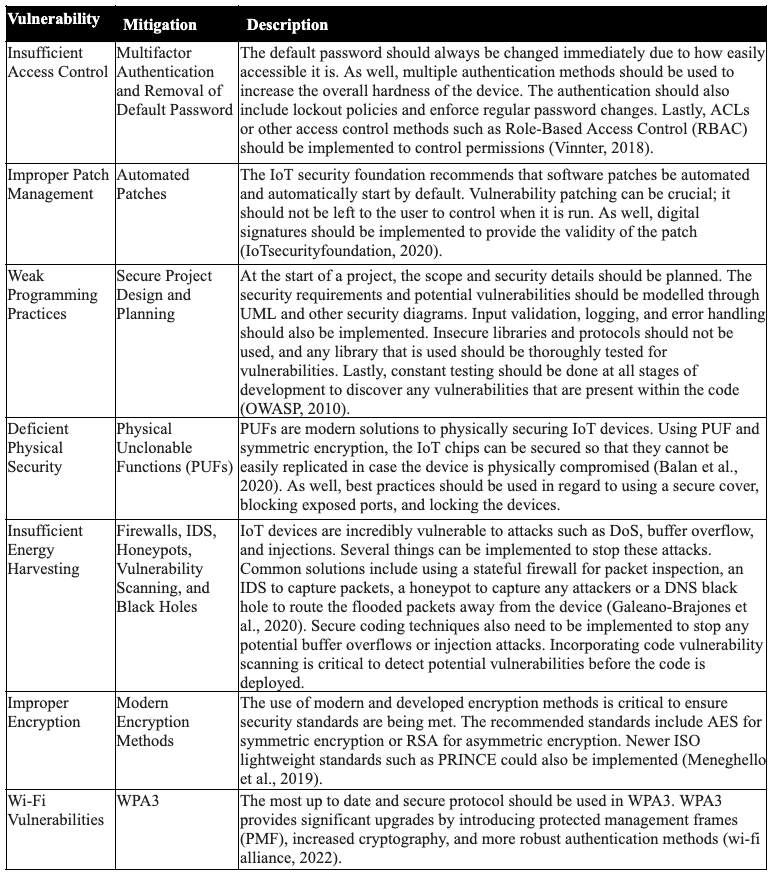 Vulnerability Mitigation Description
Insufficient
Access Control
Multifactor
Authentication
and Removal of
Default Password
The default password should always be changed immediately due to how easily
accessible it is. As well, multiple authentication methods should be used to
increase the overall hardness of the device. The authentication should also
include lockout policies and enforce regular password changes. Lastly, ACLs
or other access control methods such as Role-Based Access Control (RBAC)
should be implemented to control permissions (Vinnter, 2018).
Improper Patch
Management
Automated
Patches
The IoT security foundation recommends that software patches be automated
and automatically start by default. Vulnerability patching can be crucial; it
should not be left to the user to control when it is run. As well, digital
signatures should be implemented to provide the validity of the patch
(IoTsecurityfoundation, 2020).
Weak
Programming
Practices
Secure Project
Design and
Planning
At the start of a project, the scope and security details should be planned. The
security requirements and potential vulnerabilities should be modelled through
UML and other security diagrams. Input validation, logging, and error handling
should also be implemented. Insecure libraries and protocols should not be
used, and any library that is used should be thoroughly tested for
vulnerabilities. Lastly, constant testing should be done at all stages of
development to discover any vulnerabilities that are present within the code
(OWASP, 2010).
Deficient
Physical
Security
Physical
Unclonable
Functions (PUFs)
PUFs are modern solutions to physically securing IoT devices. Using PUF and
symmetric encryption, the IoT chips can be secured so that they cannot be
easily replicated in case the device is physically compromised (Balan et al.,
2020). As well, best practices should be used in regard to using a secure cover,
blocking exposed ports, and locking the devices.
Insufficient
Energy
Harvesting
Firewalls, IDS,
Honeypots,
Vulnerability
Scanning, and
Black Holes
IoT devices are incredibly vulnerable to attacks such as DoS, buffer overflow,
and injections. Several things can be implemented to stop these attacks.
Common solutions include using a stateful firewall for packet inspection, an
IDS to capture packets, a honeypot to capture any attackers or a DNS black
hole to route the flooded packets away from the device (Galeano-Brajones et
al., 2020). Secure coding techniques also need to be implemented to stop any
potential buffer overflows or injection attacks. Incorporating code vulnerability
scanning is critical to detect potential vulnerabilities before the code is
deployed.
Improper
Encryption
Modern
Encryption
Methods
The use of modern and developed encryption methods is critical to ensure
security standards are being met. The recommended standards include AES for
symmetric encryption or RSA for asymmetric encryption. Newer ISO
lightweight standards such as PRINCE could also be implemented (Meneghello
et al., 2019).
Wi-Fi
Vulnerabilities
WPA3
The most up to date and secure protocol should be used in WPA3. WPA3
provides significant upgrades by introducing protected management frames
(PMF), increased cryptography, and more robust authentication methods (wi-fi
alliance, 2022).